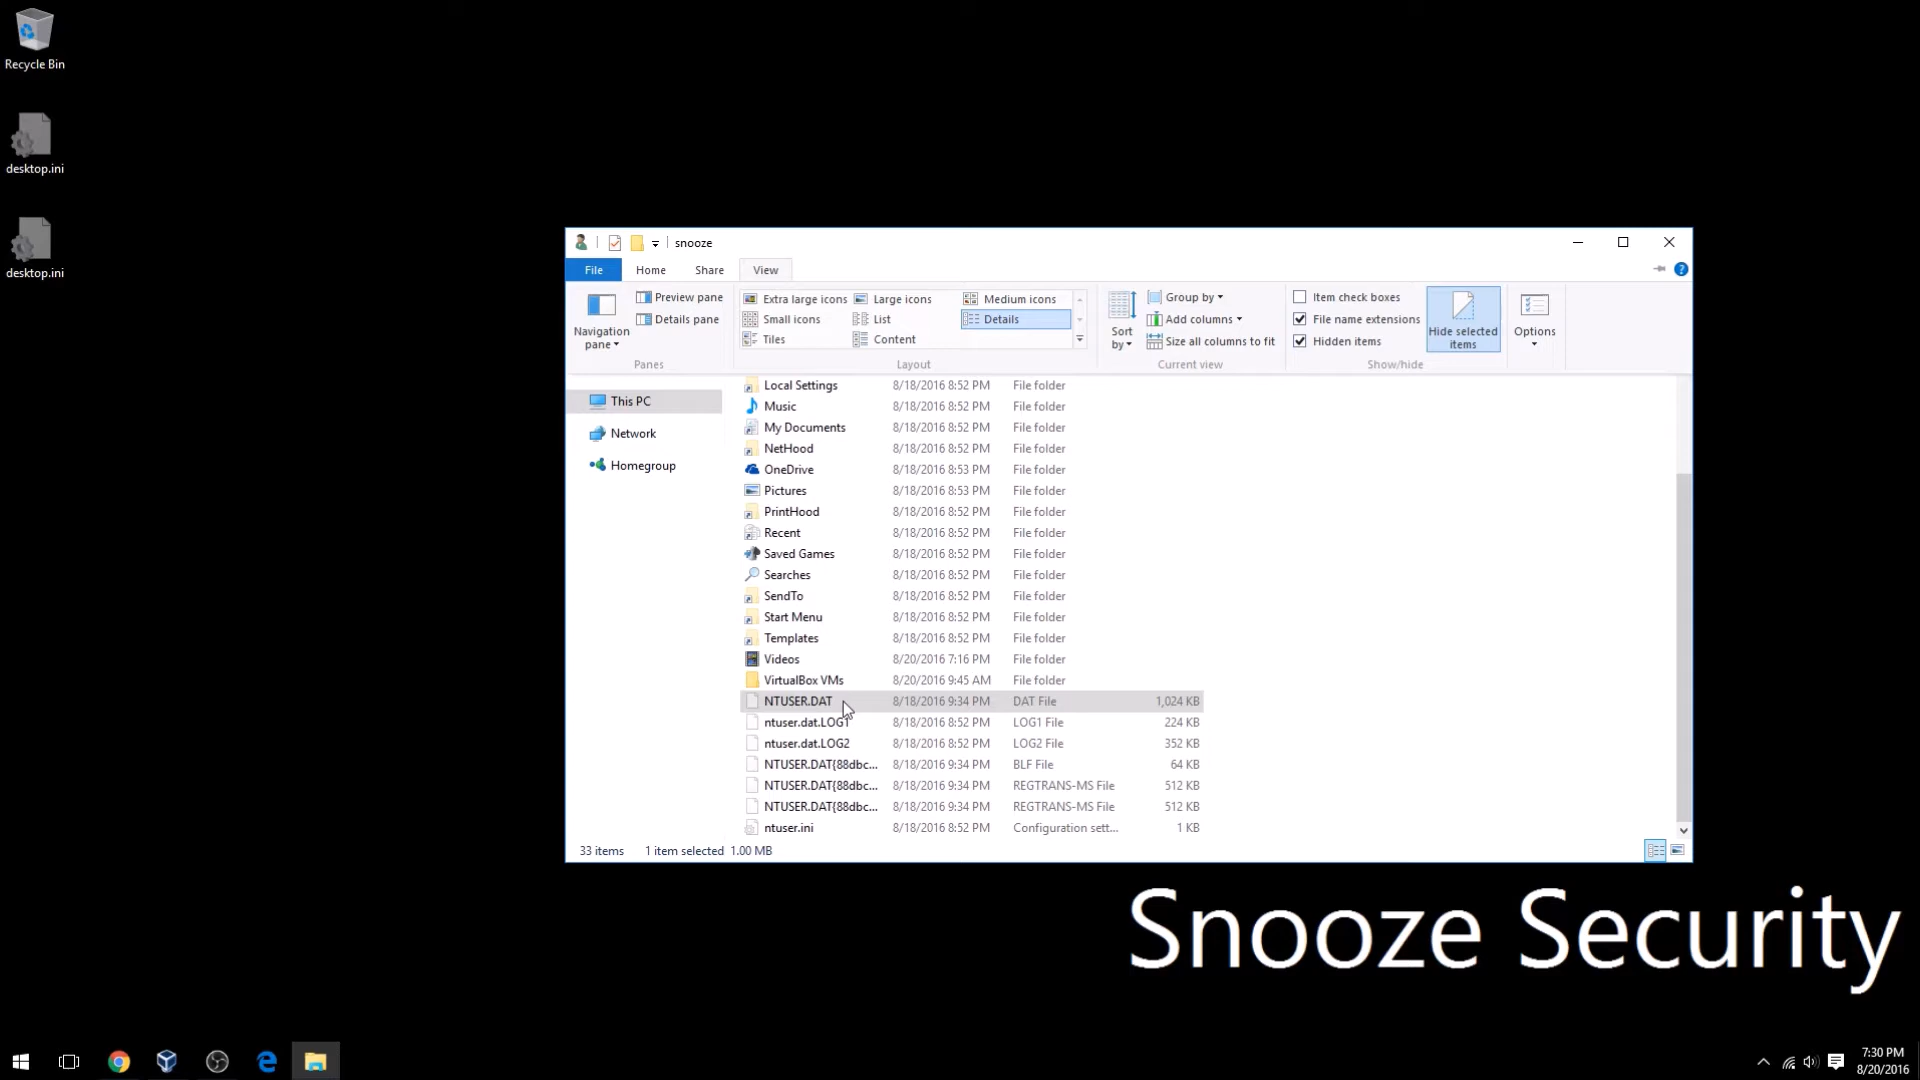 Recycle Bin
desktop.ini
desktop.ini
snooze
File Home Share View
Navigation pane
Preview pane
Details pane
Panes
Extra large icons Large icons Medium icons
Small icons List Details
Tiles Content
Layout
Sort by
Group by
Add columns
Size all columns to fit
Current view
Item check boxes
File name extensions
Hidden items
Hide selected items
Show/hide
Options
This PC
Network
Homegroup
Local Settings 8/18/2016 8:52 PM File folder
Music 8/18/2016 8:52 PM File folder
My Documents 8/18/2016 8:52 PM File folder
NetHood 8/18/2016 8:52 PM File folder
OneDrive 8/18/2016 8:53 PM File folder
Pictures 8/18/2016 8:53 PM File folder
PrintHood 8/18/2016 8:52 PM File folder
Recent 8/18/2016 8:52 PM File folder
Saved Games 8/18/2016 8:52 PM File folder
Searches 8/18/2016 8:52 PM File folder
SendTo 8/18/2016 8:52 PM File folder
Start Menu 8/18/2016 8:52 PM File folder
Templates 8/18/2016 8:52 PM File folder
Videos 8/20/2016 7:16 PM File folder
VirtualBox VMs 8/20/2016 9:45 AM File folder
NTUSER.DAT 8/18/2016 9:34 PM DAT File 1,024 KB
ntuser.dat.LOG1 8/18/2016 8:52 PM LOG1 File 224 KB
ntuser.dat.LOG2 8/18/2016 8:52 PM LOG2 File 352 KB
NTUSER.DAT{88dbc... 8/18/2016 9:34 PM BLF File 64 KB
NTUSER.DAT{88dbc... 8/18/2016 9:34 PM REGTRANS-MS File 512 KB
NTUSER.DAT{88dbc... 8/18/2016 9:34 PM REGTRANS-MS File 512 KB
ntuser.ini 8/18/2016 8:52 PM Configuration sett... 1 KB
33 items 1 item selected 1.00 MB
Snooze Security
7:30 PM
8/20/2016